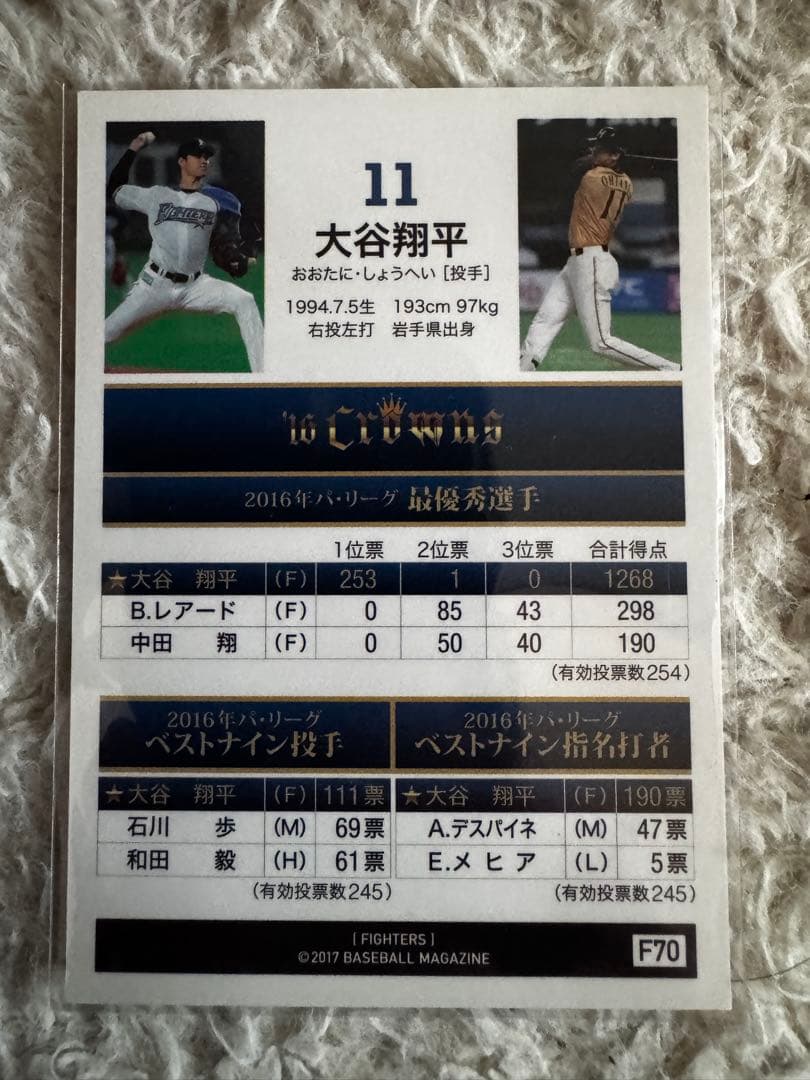 11
大谷翔平
おおたに・しょうへい［投手］
1994.7.5生　193cm 97kg
右投左打　岩手県出身
FIGHTERS
OHTANI
11
'16 Crowns
2016年パ・リーグ 最優秀選手
1位票 2位票 3位票 合計得点
★大谷　翔平 （F） 253 1 0 1268
B.レアード （F） 0 85 43 298
中田　翔 （F） 0 50 40 190
（有効投票数254）
2016年パ・リーグ
ベストナイン投手
★大谷　翔平 （F） 111票
石川　歩 （M） 69票
和田　毅 （H） 61票
（有効投票数245）
2016年パ・リーグ
ベストナイン指名打者
★大谷　翔平 （F） 190票
A.デスパイネ （M） 47票
E.メヒア （L） 5票
（有効投票数245）
［FIGHTERS］
©2017 BASEBALL MAGAZINE
F70